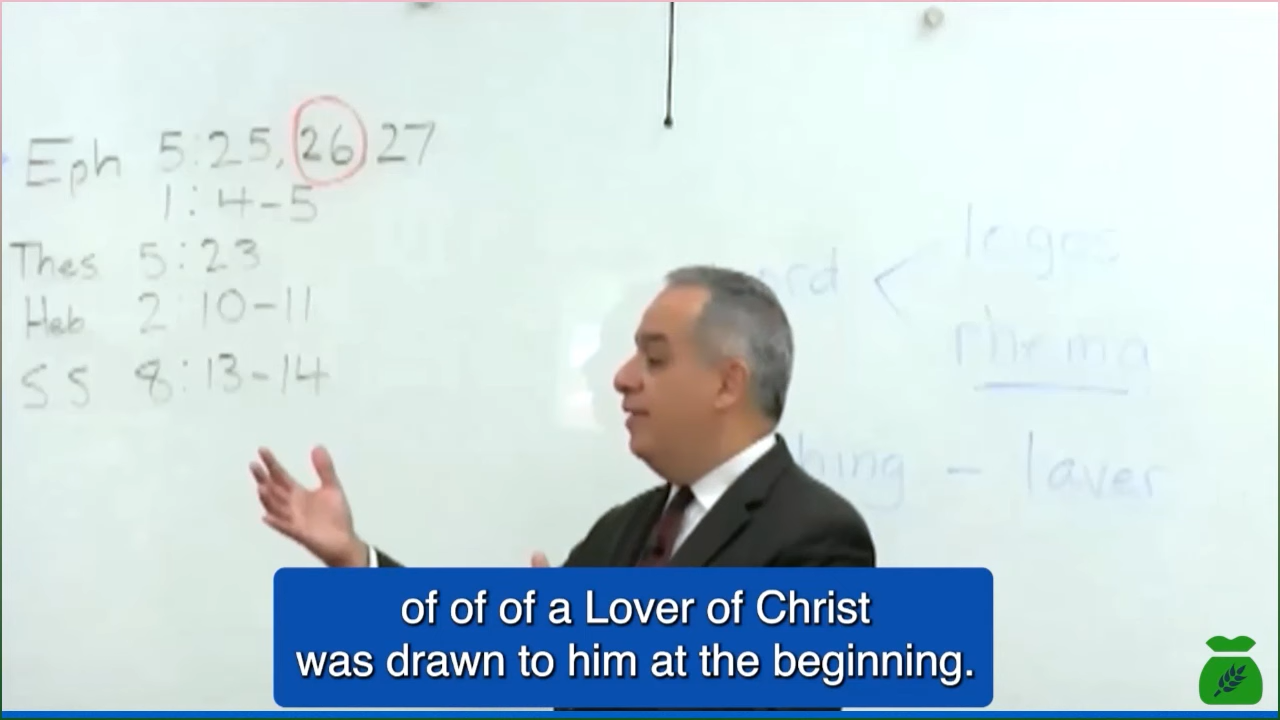 Eph 5:25, 26 27
1:4-5
Thes 5:23
Heb 2:10-11
SS 8:13-14
logos
rhema
laver
of of of a Lover of Christ
was drawn to him at the beginning.